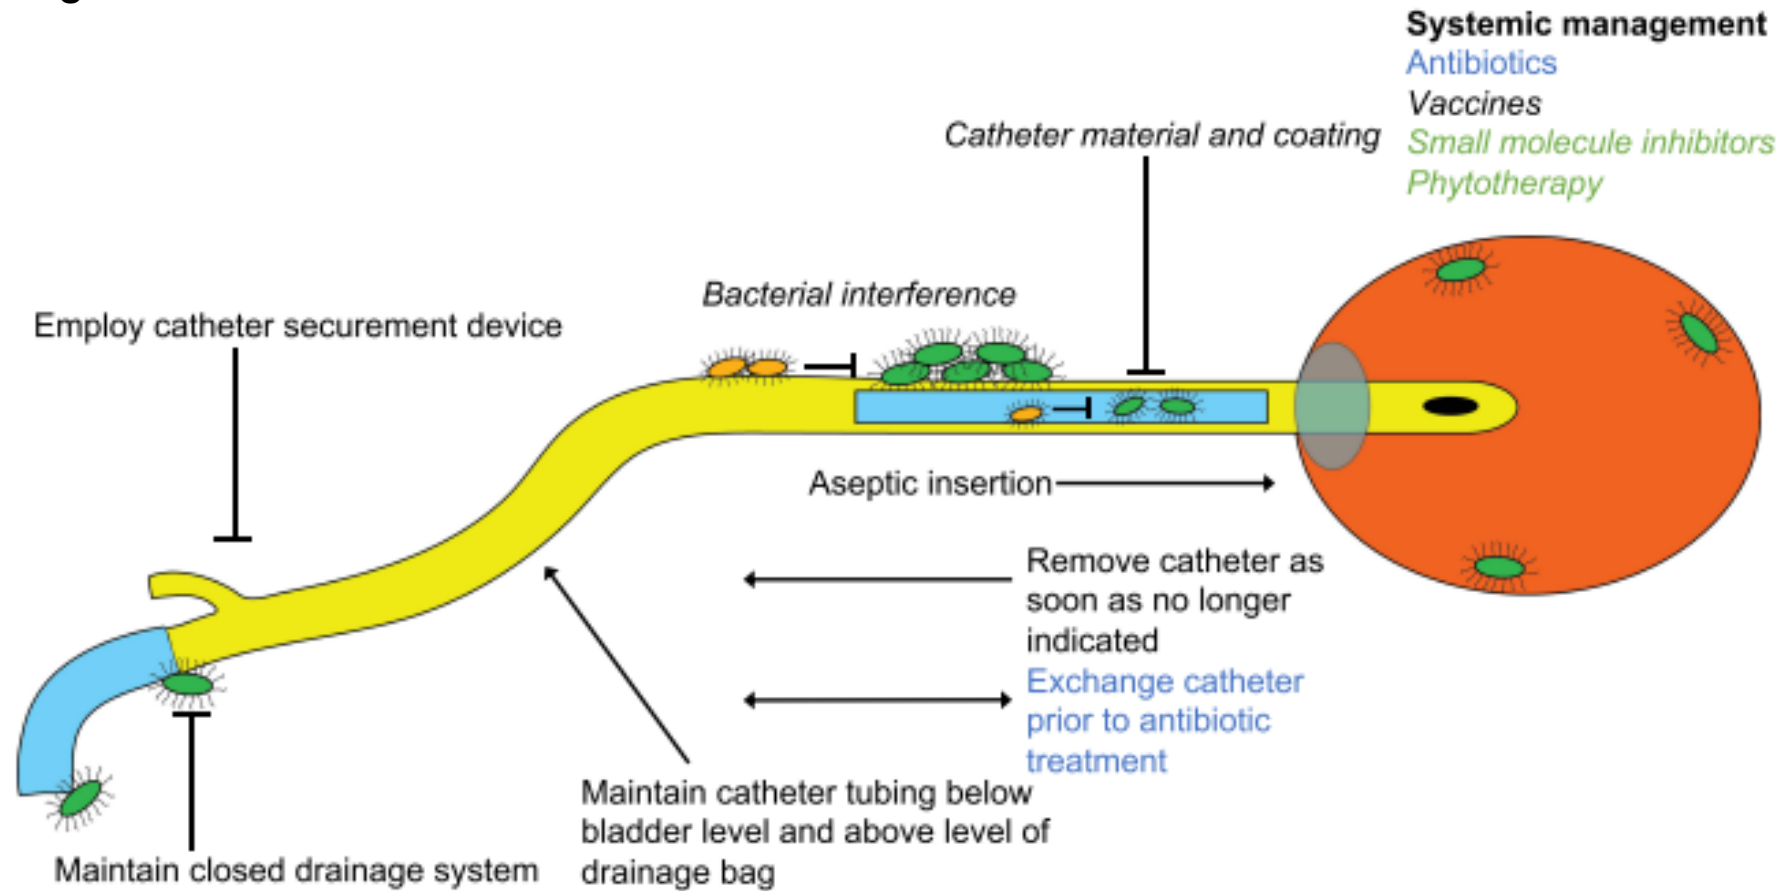 Systemic management
Antibiotics
Vaccines
Small molecule inhibitors
Phytotherapy
Catheter material and coating
Bacterial interference
Employ catheter securement device
Aseptic insertion
Remove catheter as
soon as no longer
indicated
Exchange catheter
prior to antibiotic
treatment
Maintain catheter tubing below
bladder level and above level of
drainage bag
Maintain closed drainage system